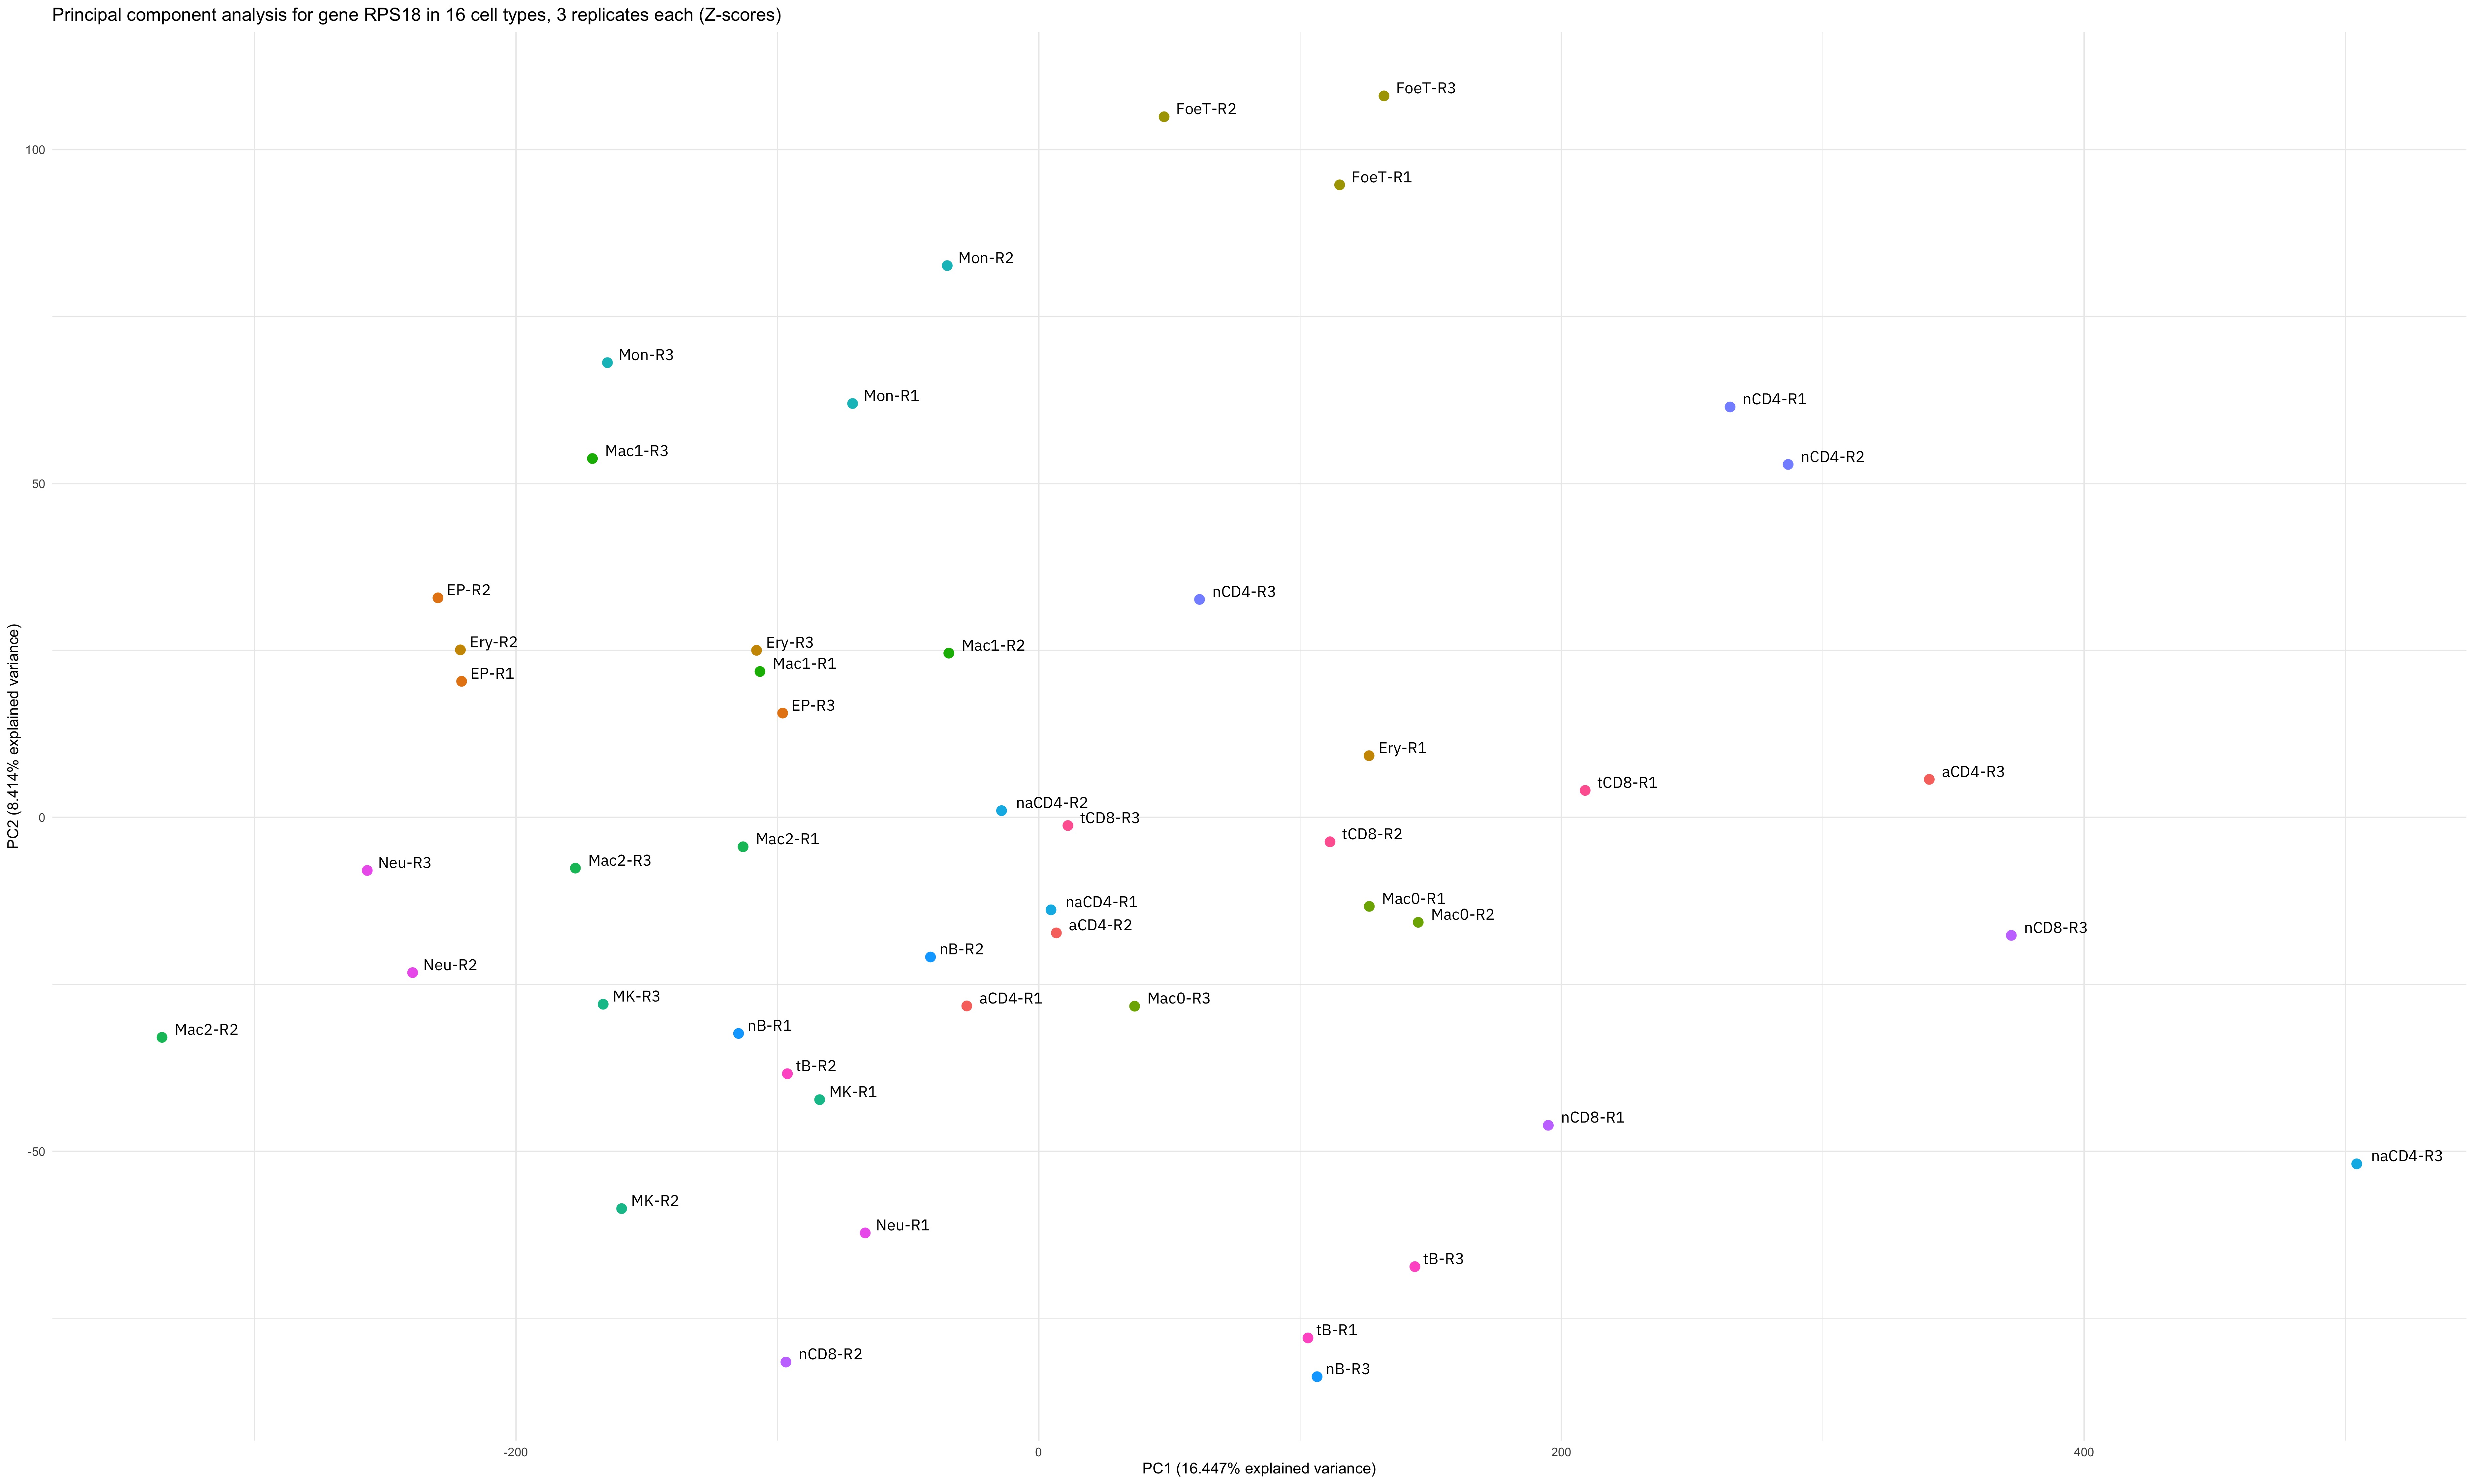 Principal component analysis for gene RPS18 in 16 cell types, 3 replicates each (Z-scores)
FoeT-R3
FoeT-R2
100
FoeT-R1
Mon-R2
Mon-R3
Mon-R1
nCD4-R1
Mac1-R3
nCD4-R2
50
EP-R2
nCD4-R3
Ery-R2
Ery-R3
Mac1-R2
Mac1-R1
EP-R1
EP-R3
Ery-R1
aCD4-R3
tCD8-R1
naCD4-R2
tCD8-R3
0
tCD8-R2
Mac2-R1
Mac2-R3
Neu-R3
Mac0-R1
naCD4-R1
Mac0-R2
aCD4-R2
nCD8-R3
nB-R2
Neu-R2
MK-R3
aCD4-R1
Mac0-R3
nB-R1
Mac2-R2
tB-R2
MK-R1
nCD8-R1
-50
naCD4-R3
MK-R2
Neu-R1
tB-R3
tB-R1
nCD8-R2
nB-R3
PC2 (8.414% explained variance)
-200
0
200
400
PC1 (16.447% explained variance)